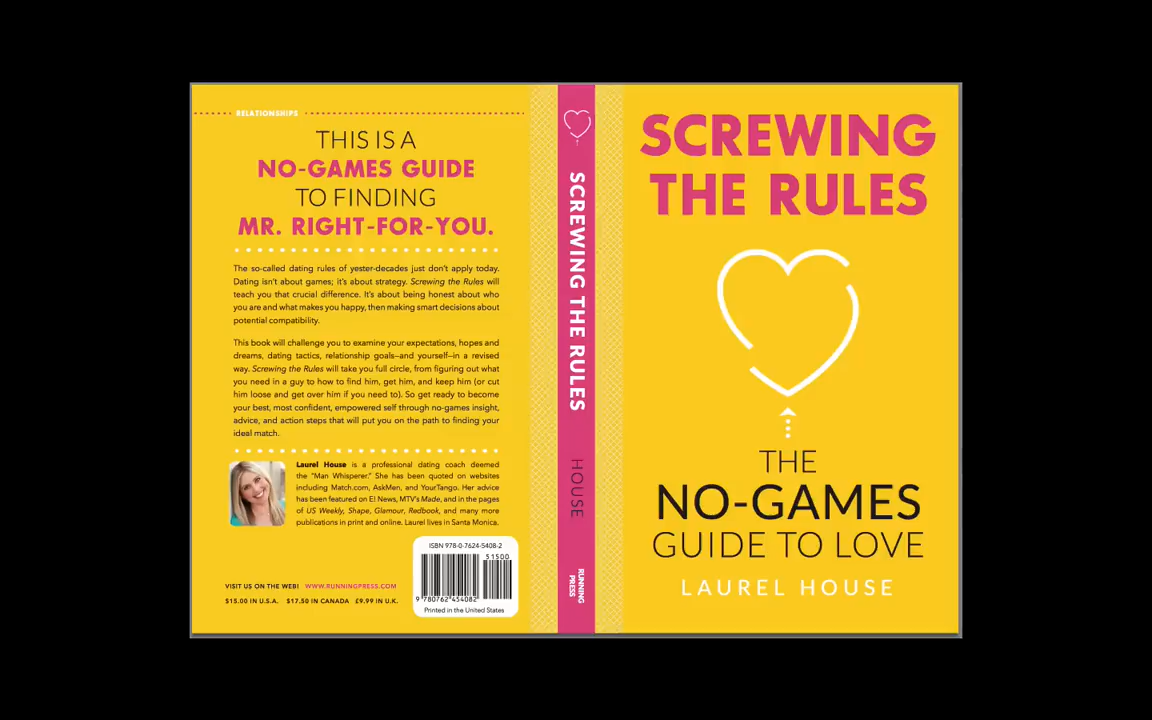 RELATIONSHIPS
THIS IS A
NO-GAMES GUIDE
TO FINDING
MR. RIGHT-FOR-YOU.
The so-called dating rules of yester-decades just don't apply today.
Dating isn't about games; it's about strategy. Screwing the Rules will
teach you that crucial difference. It's about being honest about who
you are and what makes you happy, then making smart decisions about
potential compatibility.
This book will challenge you to examine your expectations, hopes and
dreams, dating tactics, relationship goals—and yourself—in a revised
way. Screwing the Rules will take you full circle, from figuring out what
you need in a guy to how to find him, get him, and keep him (or cut
him loose and get over him if you need to). So get ready to become
your best, most confident, empowered self through no-games insight,
advice, and action steps that will put you on the path to finding your
ideal match.
Laurel House is a professional dating coach deemed
the “Man Whisperer.” She has been quoted on websites
including Match.com, AskMen, and YourTango. Her advice
has been featured on E! News, MTV's Made, and in the pages
of US Weekly, Shape, Glamour, Redbook, and many more
publications in print and online. Laurel lives in Santa Monica.
VISIT US ON THE WEB! WWW.RUNNINGPRESS.COM
$15.00 IN U.S.A. $17.50 IN CANADA £9.99 IN U.K.
ISBN 978-0-7624-5408-2
51500
9 780762 454082
Printed in the United States
SCREWING THE RULES
HOUSE
RUNNING
PRESS
SCREWING
THE RULES
THE
NO-GAMES
GUIDE TO LOVE
LAUREL HOUSE